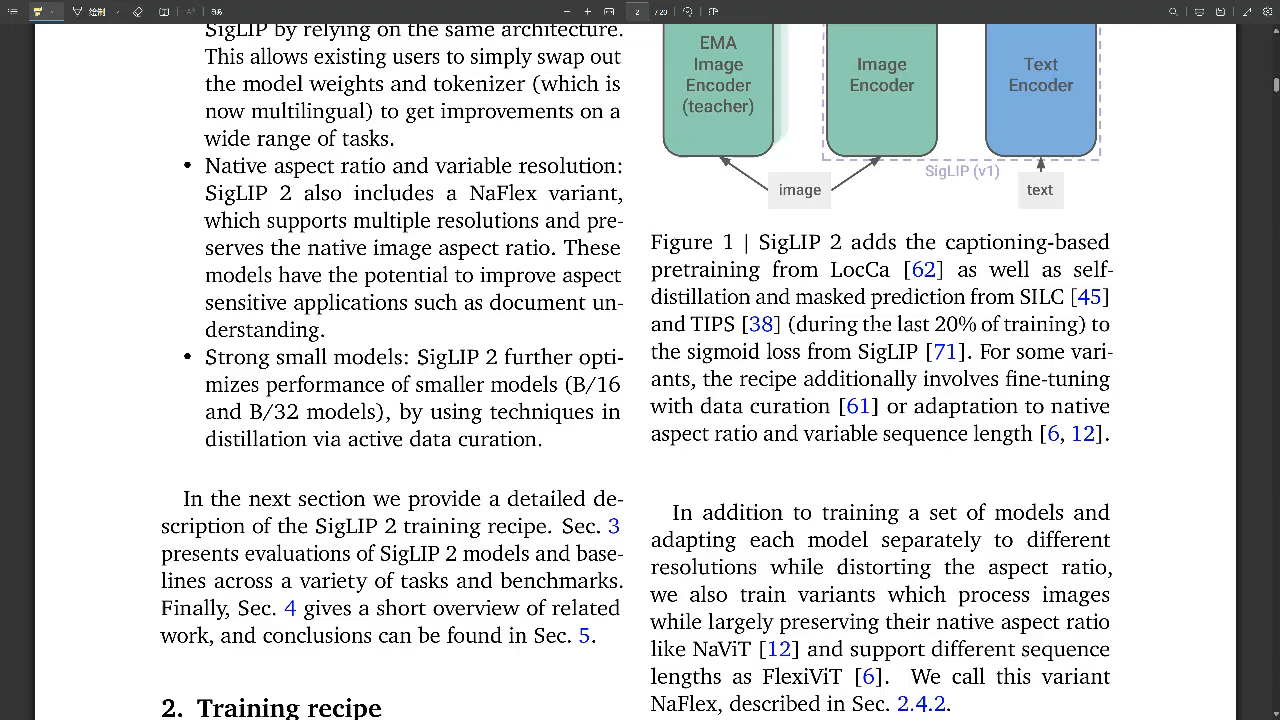 绘制
2
/20
SigLIP by relying on the same architecture.
This allows existing users to simply swap out
the model weights and tokenizer (which is
now multilingual) to get improvements on a
wide range of tasks.
• Native aspect ratio and variable resolution:
SigLIP 2 also includes a NaFlex variant,
which supports multiple resolutions and pre-
serves the native image aspect ratio. These
models have the potential to improve aspect
sensitive applications such as document un-
derstanding.
• Strong small models: SigLIP 2 further opti-
mizes performance of smaller models (B/16
and B/32 models), by using techniques in
distillation via active data curation.
In the next section we provide a detailed de-
scription of the SigLIP 2 training recipe. Sec. 3
presents evaluations of SigLIP 2 models and base-
lines across a variety of tasks and benchmarks.
Finally, Sec. 4 gives a short overview of related
work, and conclusions can be found in Sec. 5.
2. Training recipe
EMA
Image
Encoder
(teacher)
Image
Encoder
Text
Encoder
SigLIP (v1)
image
text
Figure 1 | SigLIP 2 adds the captioning-based
pretraining from LocCa [62] as well as self-
distillation and masked prediction from SILC [45]
and TIPS [38] (during the last 20% of training) to
the sigmoid loss from SigLIP [71]. For some vari-
ants, the recipe additionally involves fine-tuning
with data curation [61] or adaptation to native
aspect ratio and variable sequence length [6, 12].
In addition to training a set of models and
adapting each model separately to different
resolutions while distorting the aspect ratio,
we also train variants which process images
while largely preserving their native aspect ratio
like NaViT [12] and support different sequence
lengths as FlexiViT [6]. We call this variant
NaFlex, described in Sec. 2.4.2.